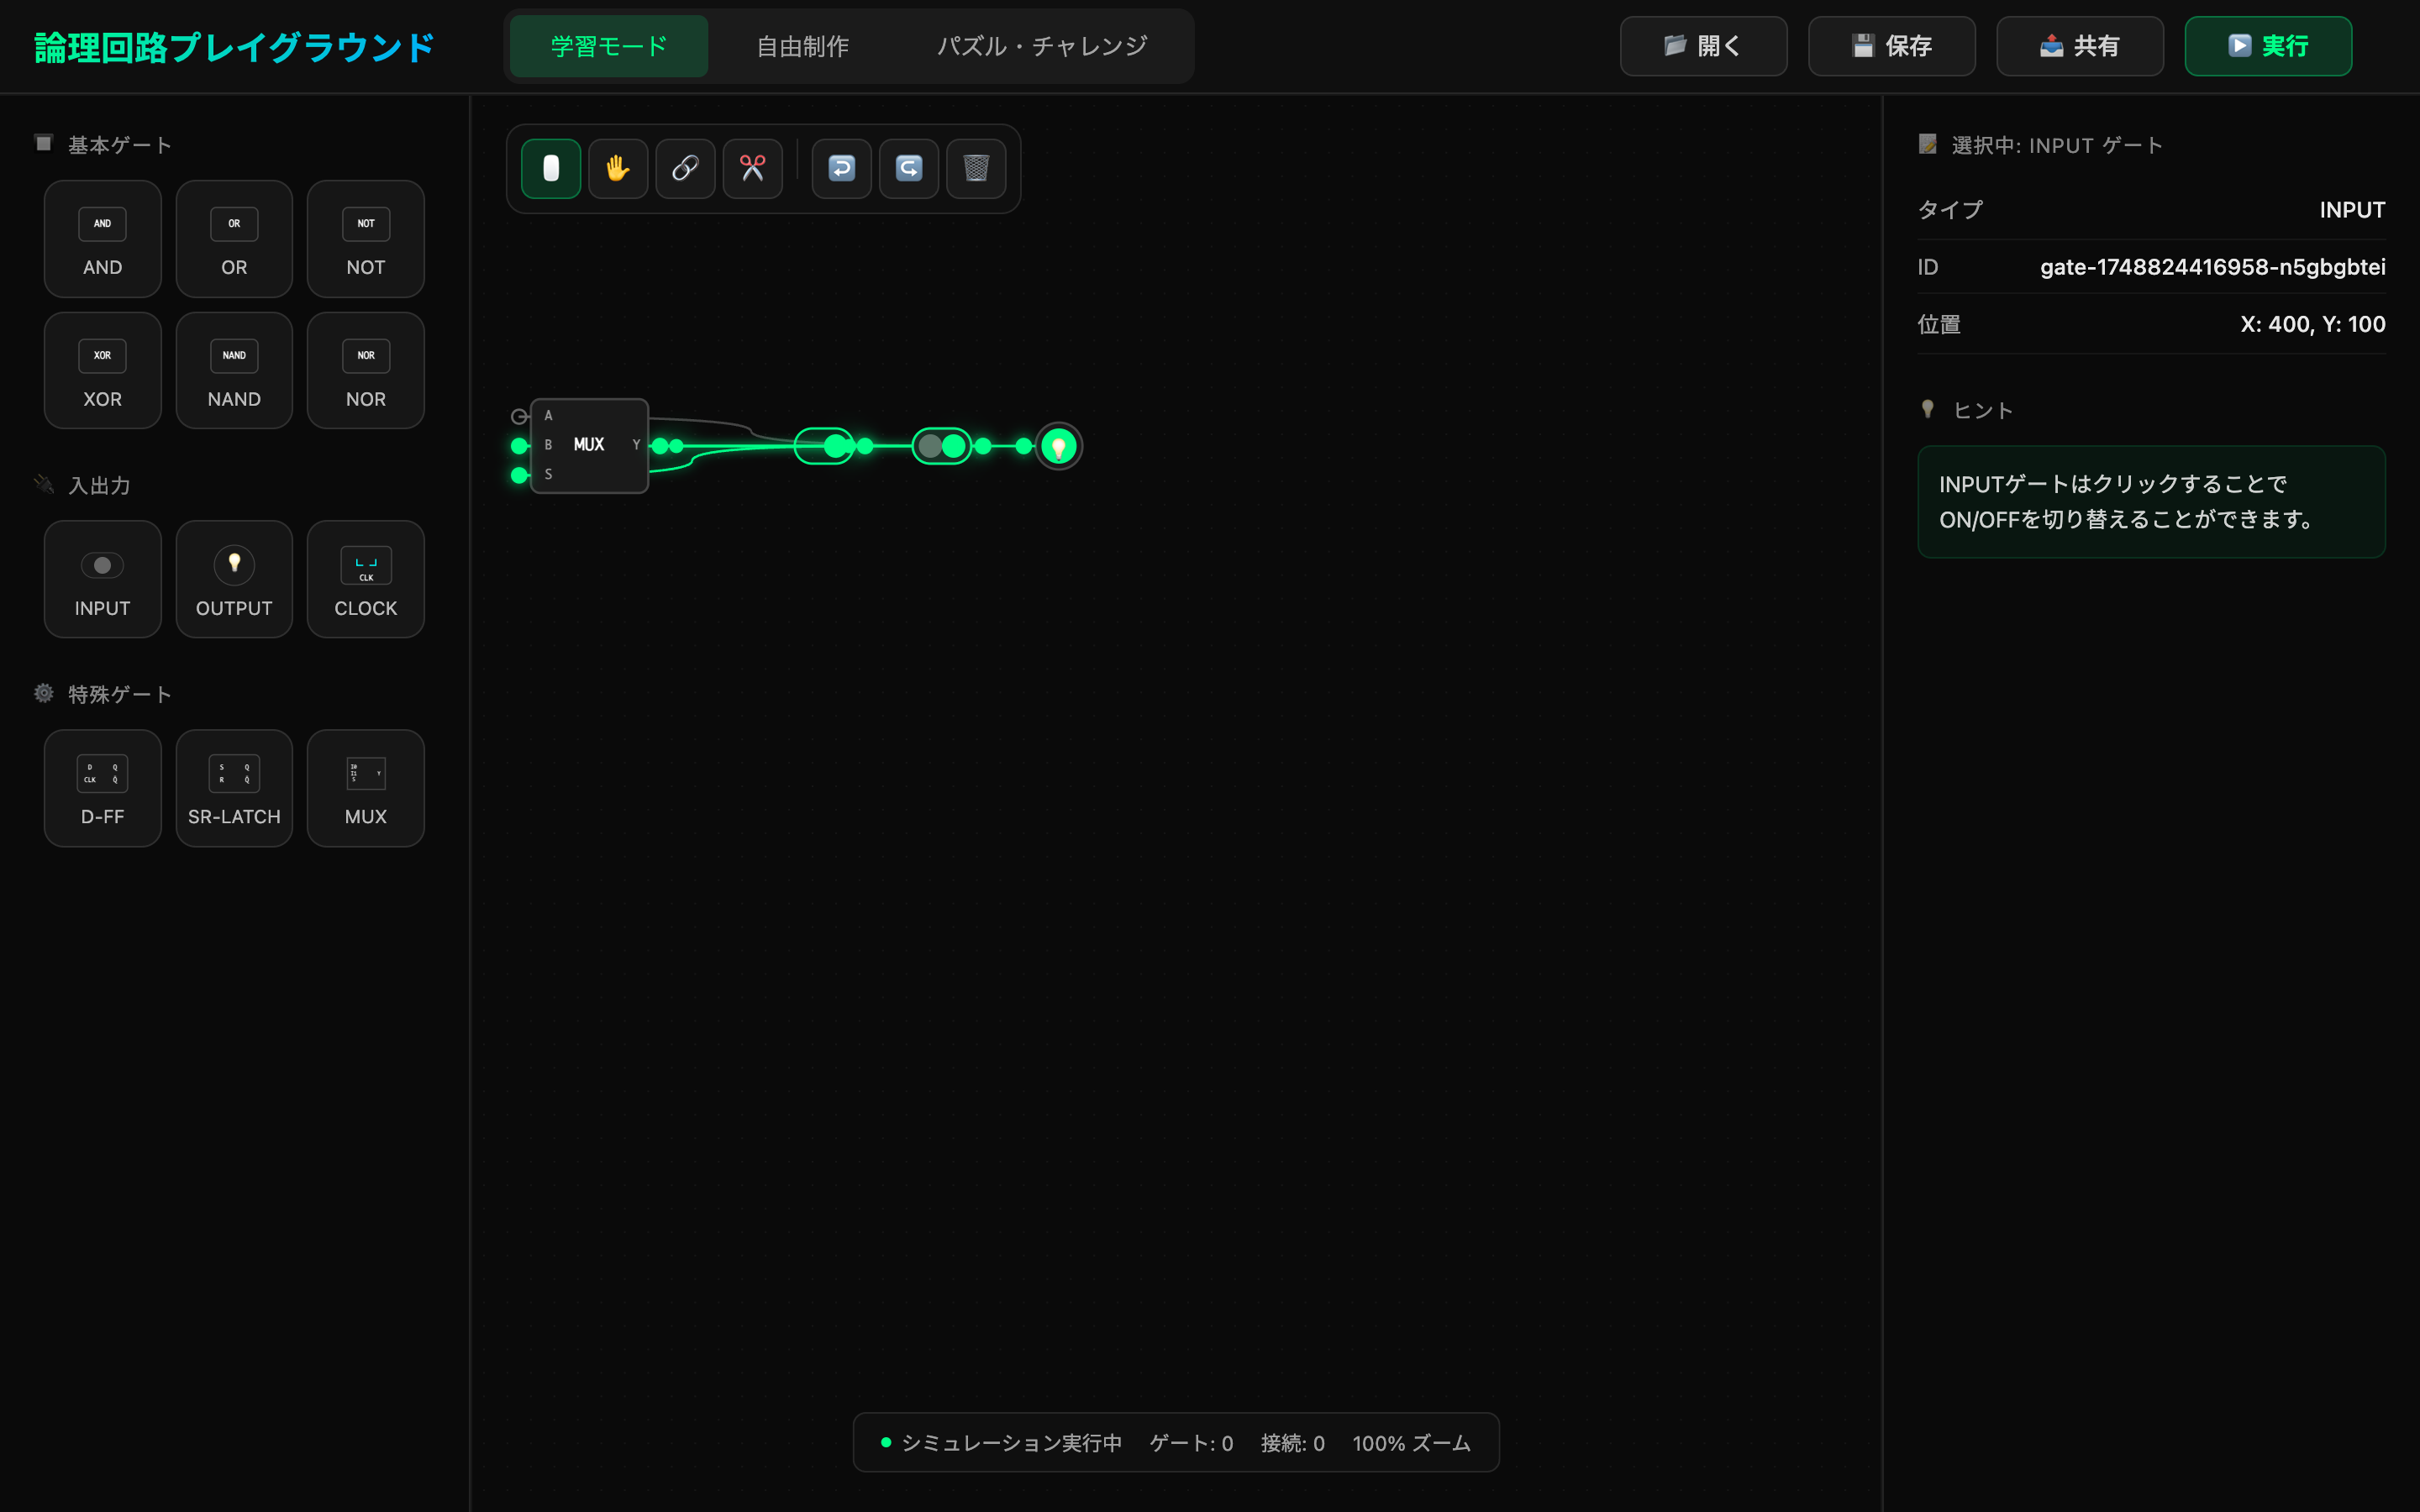 論理回路プレイグラウンド
学習モード
自由制作
パズル・チャレンジ
開く
保存
共有
実行
基本ゲート
AND
AND
OR
OR
NOT
NOT
XOR
XOR
NAND
NAND
NOR
NOR
入出力
INPUT
OUTPUT
CLK
CLOCK
特殊ゲート
D Q
CLK Q̄
D-FF
S Q
R Q̄
SR-LATCH
I0
I1 Y
S
MUX
A
B MUX Y
S
シミュレーション実行中 ゲート: 0 接続: 0 100% ズーム
選択中: INPUT ゲート
タイプ INPUT
ID gate-1748824416958-n5gbgbtei
位置 X: 400, Y: 100
ヒント
INPUTゲートはクリックすることで
ON/OFFを切り替えることができます。